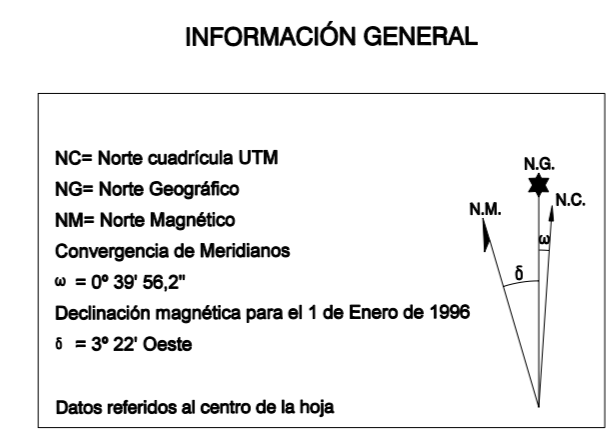 INFORMACIÓN GENERAL
NC= Norte cuadrícula UTM
NG= Norte Geográfico
NM= Norte Magnético
Convergencia de Meridianos
ω = 0º 39' 56,2"
Declinación magnética para el 1 de Enero de 1996
δ = 3º 22' Oeste
Datos referidos al centro de la hoja
N.G.
N.M.
N.C.
ω
δ